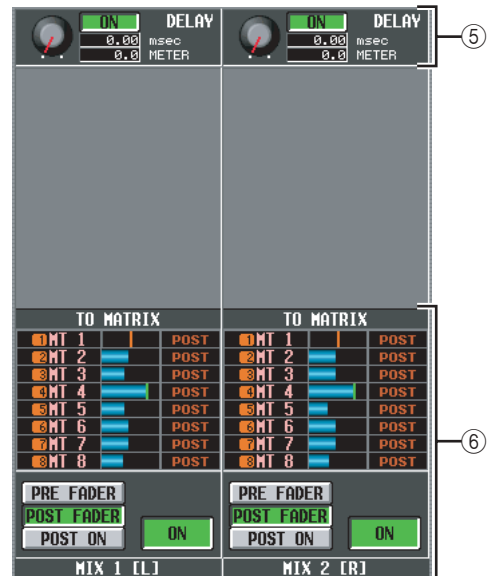 ON DELAY ON DELAY
0.00 msec 0.00 msec
0.0 METER 0.0 METER
⑤
TO MATRIX TO MATRIX
1 MT 1 POST 1 MT 1 POST
2 MT 2 POST 2 MT 2 POST
3 MT 3 POST 3 MT 3 POST
4 MT 4 POST 4 MT 4 POST
5 MT 5 POST 5 MT 5 POST
6 MT 6 POST 6 MT 6 POST
7 MT 7 POST 7 MT 7 POST
8 MT 8 POST 8 MT 8 POST
⑥
PRE FADER PRE FADER
POST FADER POST FADER
POST ON ON POST ON ON
MIX 1 [L] MIX 2 [R]